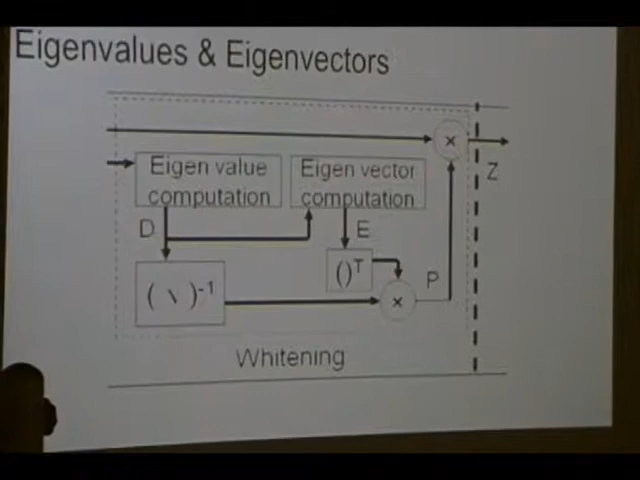 Eigenvalues & Eigenvectors
×
Eigen value
computation
Eigen vector
computation
Z
D
E
()ᵀ
( \ )⁻¹
×
P
Whitening